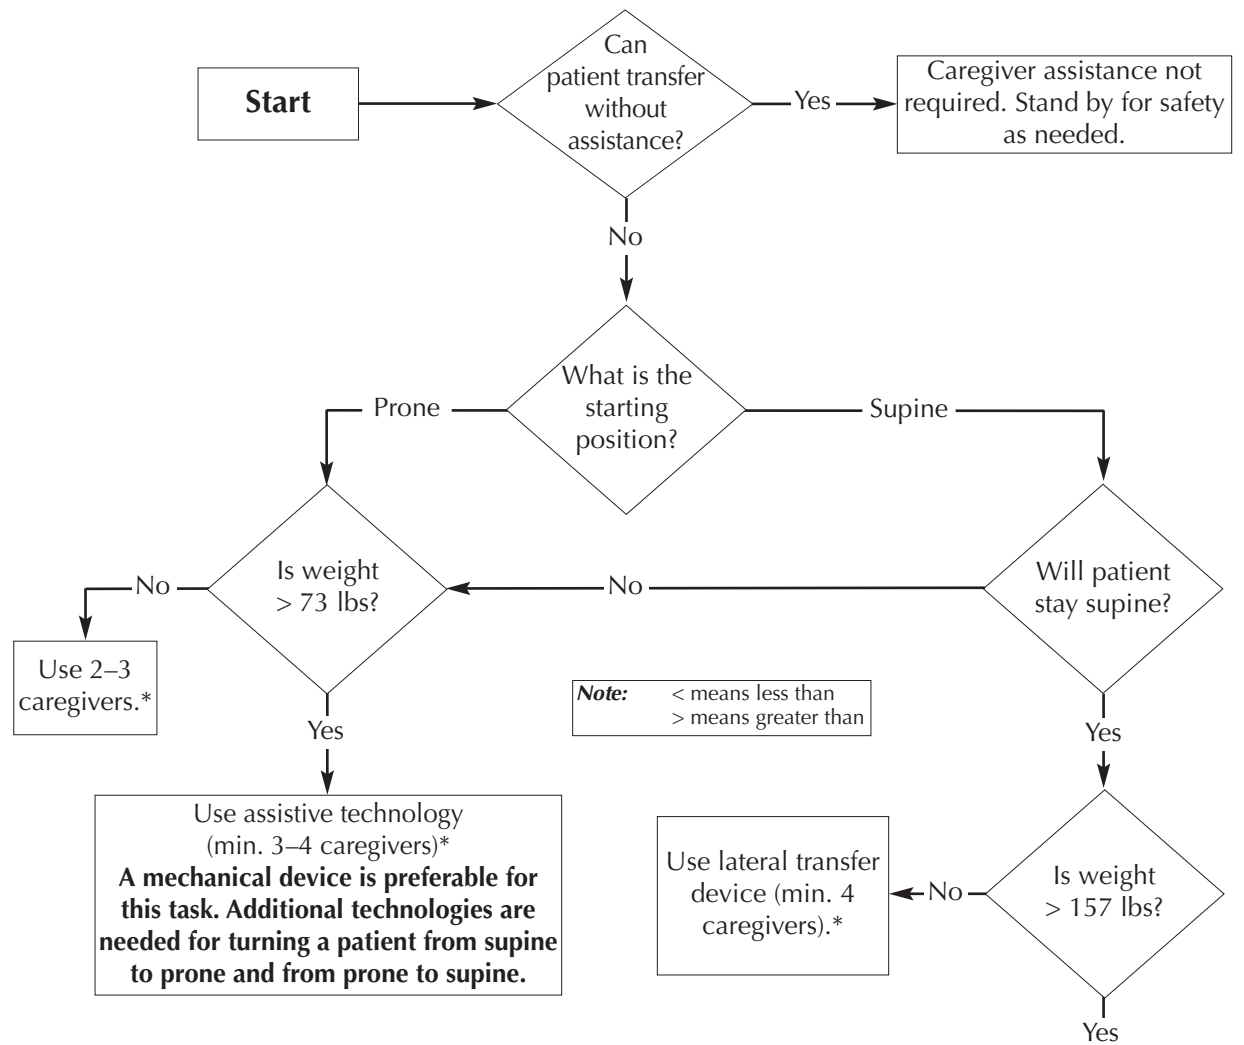 Start
Can
patient transfer
without
assistance?
Yes
Caregiver assistance not
required. Stand by for safety
as needed.
No
What is the
starting
position?
Prone
Supine
Is weight
> 73 lbs?
No
Use 2–3
caregivers.*
No
Will patient
stay supine?
Note: < means less than
> means greater than
Yes
Yes
Use assistive technology
(min. 3–4 caregivers)*
A mechanical device is preferable for
this task. Additional technologies are
needed for turning a patient from supine
to prone and from prone to supine.
Use lateral transfer
device (min. 4
caregivers).*
No
Is weight
> 157 lbs?
Yes